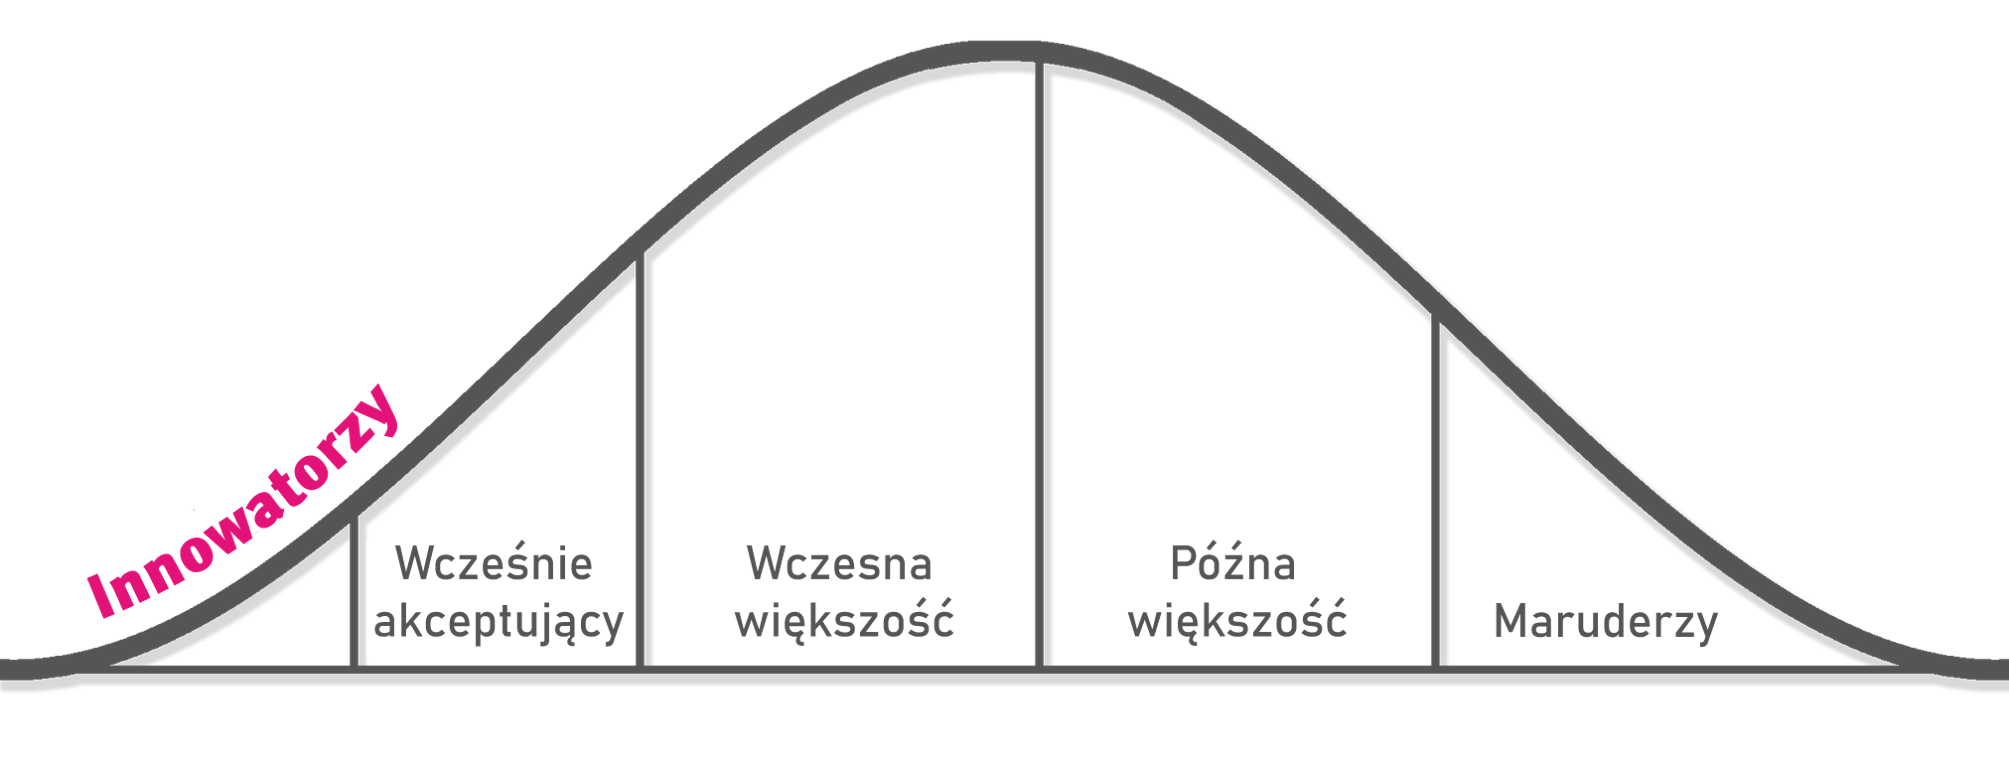 Innowatorzy
Wcześnie
akceptujący
Wczesna
większość
Późna
większość
Maruderzy